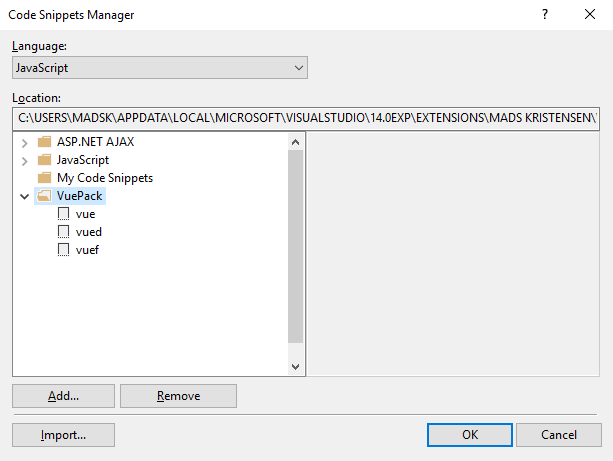 Code Snippets Manager
?
Language:
JavaScript
Location:
C:\USERS\MADSK\APPDATA\LOCAL\MICROSOFT\VISUALSTUDIO\14.0EXP\EXTENSIONS\MADS KRISTENSEN\
ASP.NET AJAX
JavaScript
My Code Snippets
VuePack
vue
vued
vuef
Add...
Remove
Import...
OK
Cancel